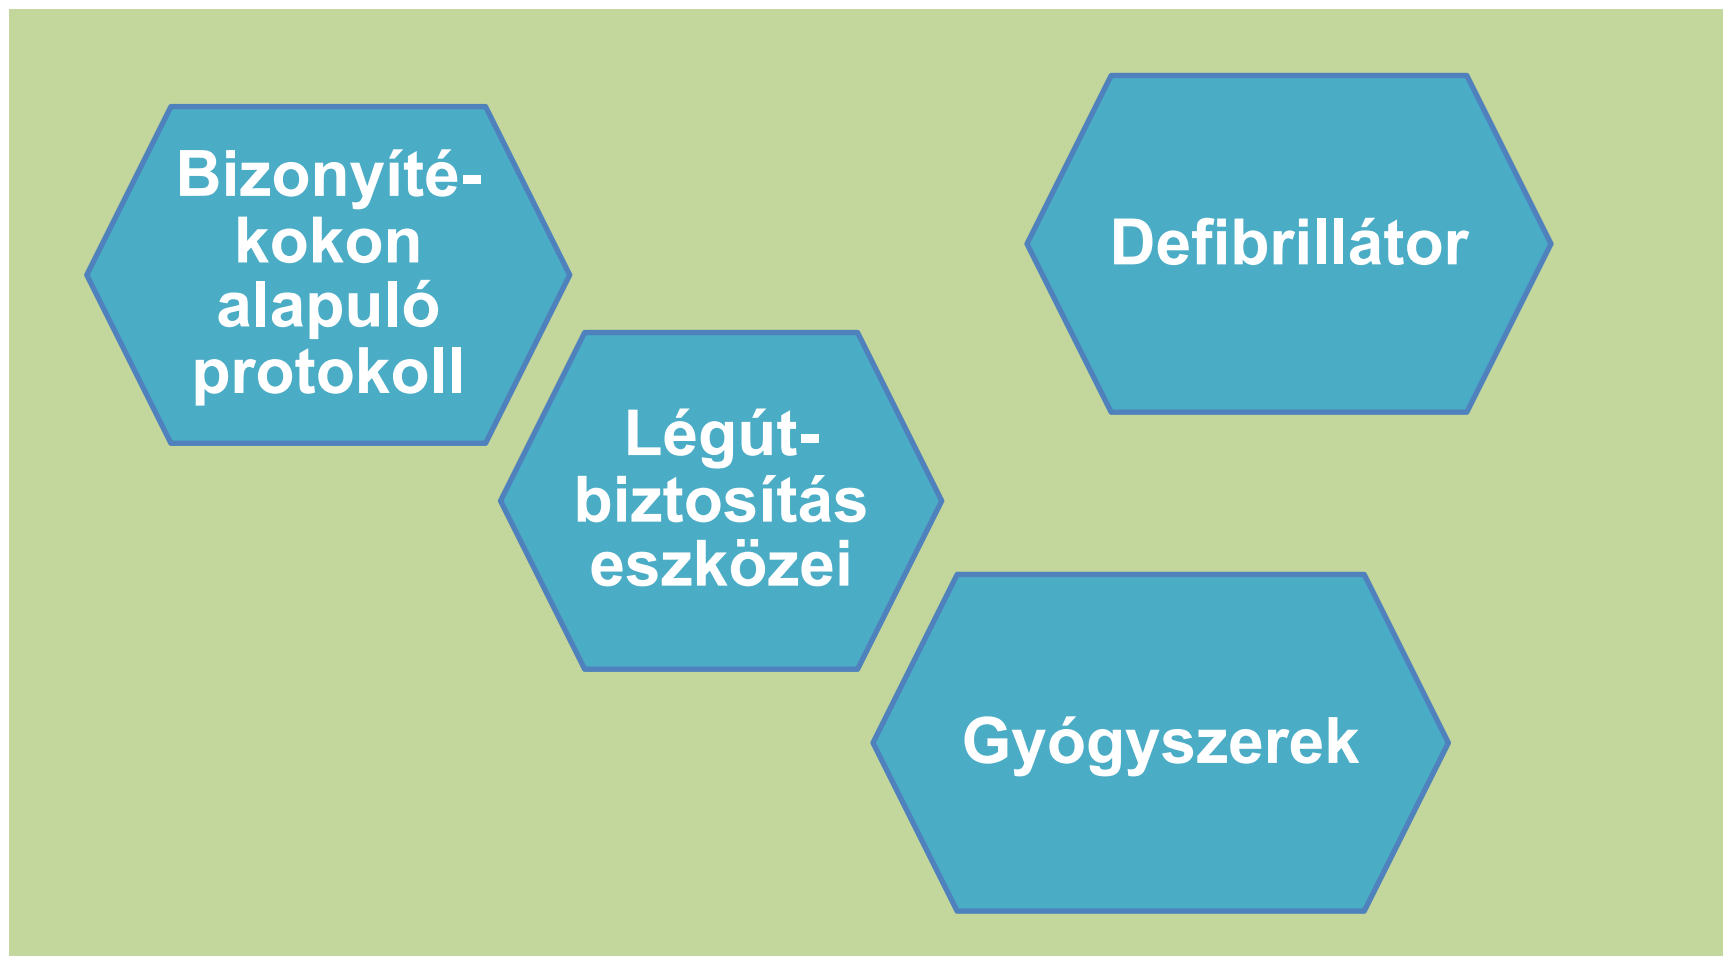 Bizonyíté-
kokon
alapuló
protokoll
Defibrillátor
Légút-
biztosítás
eszközei
Gyógyszerek